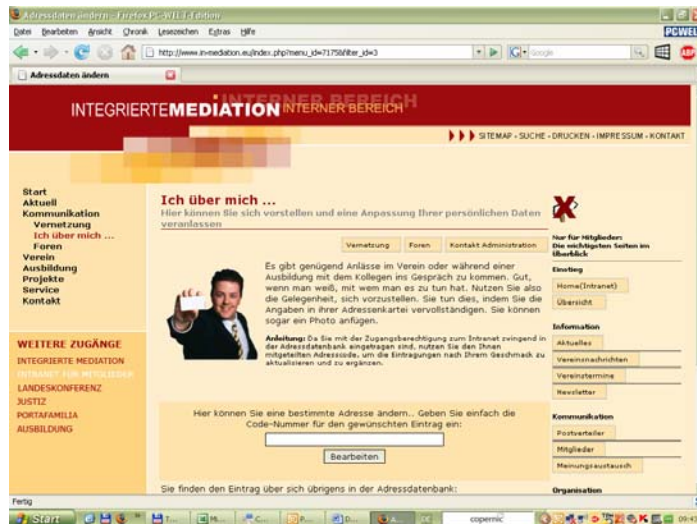 Adressdaten ändern - Firefox PC-WELT-Edition
Datei Bearbeiten Ansicht Chronik Lesezeichen Extras Hilfe
PCWEL
http://www.in-mediation.eu/index.php?menu_id=7175&filter_id=3
Google
Adressdaten ändern
INTERNER BEREICH
INTEGRIERTEMEDIATION INTERNER BEREICH
SITEMAP - SUCHE - DRUCKEN - IMPRESSUM - KONTAKT
Start
Aktuell
Kommunikation
Vernetzung
Ich über mich ...
Foren
Verein
Ausbildung
Projekte
Service
Kontakt
WEITERE ZUGÄNGE
INTEGRIERTE MEDIATION
INTRANET FÜR MITGLIEDER
LANDESKONFERENZ
JUSTIZ
PORTAFAMILIA
AUSBILDUNG
Ich über mich ...
Hier können Sie sich vorstellen und eine Anpassung Ihrer persönlichen Daten
veranlassen
Vernetzung Foren Kontakt Administration
Es gibt genügend Anlässe im Verein oder während einer
Ausbildung mit dem Kollegen ins Gespräch zu kommen. Gut,
wenn man weiß, mit wem man es zu tun hat. Nutzen Sie also
die Gelegenheit, sich vorzustellen. Sie tun dies, indem Sie die
Angaben in ihrer Adressenkartei vervollständigen. Sie können
sogar ein Photo anfügen.
Anleitung: Da Sie mit der Zugangsberechtigung zum Intranet zwingend in
der Adressdatenbank eingetragen sind, nutzen Sie den Ihnen
mitgeteilten Adresscode, um die Eintragungen nach Ihrem Geschmack zu
aktualisieren und zu ergänzen.
Hier können Sie eine bestimmte Adresse ändern.. Geben Sie einfach die
Code-Nummer für den gewünschten Eintrag ein:
Bearbeiten
Sie finden den Eintrag über sich übrigens in der Adressdatenbank:
Nur für Mitglieder:
Die wichtigsten Seiten im
Überblick
Einstieg
Home(Intranet)
Übersicht
Information
Aktuelles
Vereinsnachrichten
Vereinstermine
Newsletter
Kommunikation
Postverteiler
Mitglieder
Meinungsaustausch
Organisation
Fertig
Start
copernic